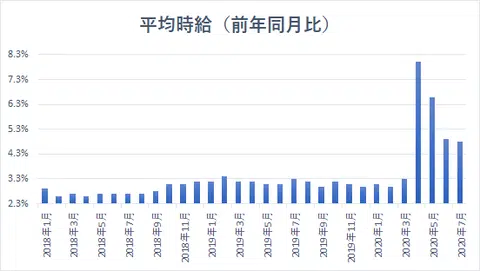 平均時給（前年同月比）
8.3%
7.3%
6.3%
5.3%
4.3%
3.3%
2.3%
2018年1月
2018年3月
2018年5月
2018年7月
2018年9月
2018年11月
2019年1月
2019年3月
2019年5月
2019年7月
2019年9月
2019年11月
2020年1月
2020年3月
2020年5月
2020年7月